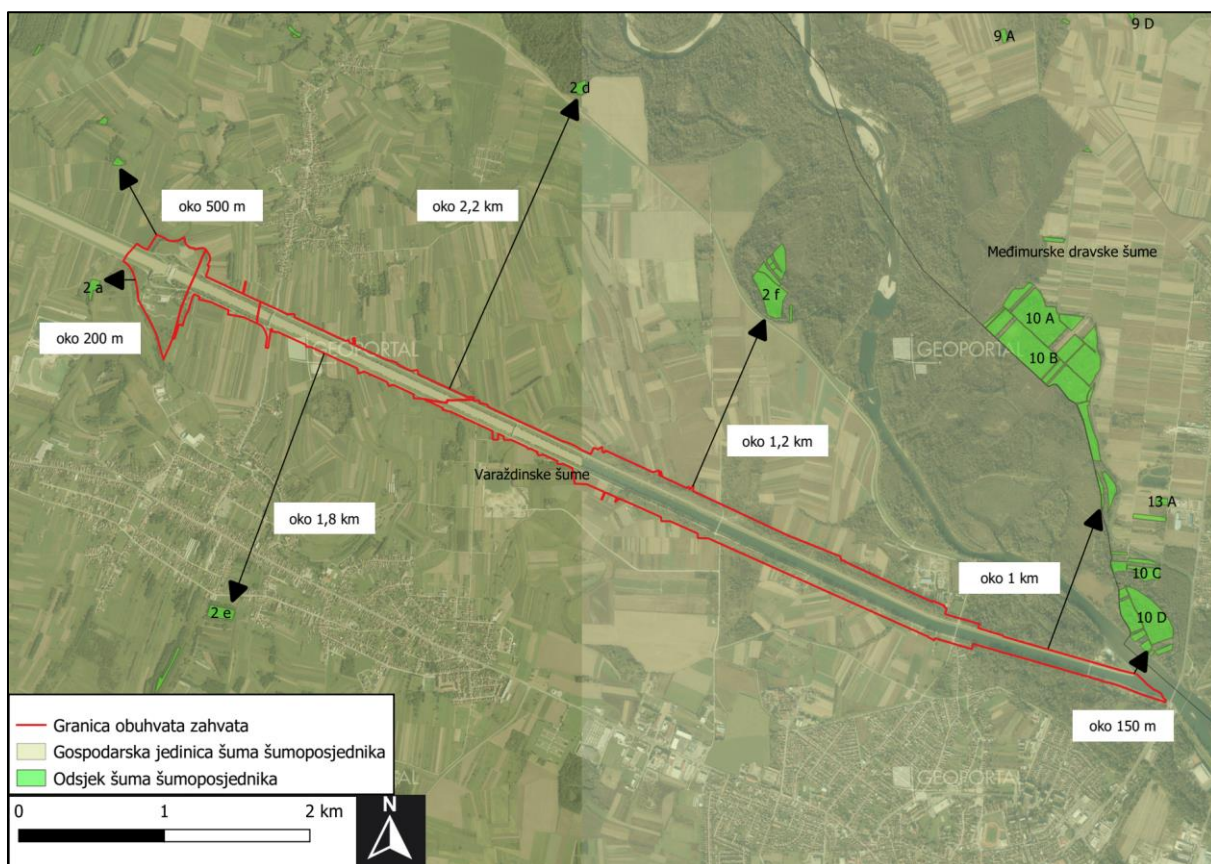 9 A
9 D
2 d
oko 500 m
oko 2,2 km
Međimurske dravske šume
2 a
2 f
oko 200 m
10 A
GEOPORTAL
GEOPORTAL
10 B
oko 1,2 km
Varaždinske šume
13 A
oko 1,8 km
oko 1 km
10 C
2 e
10 D
oko 150 m
Granica obuhvata zahvata
Gospodarska jedinica šuma šumoposjednika
Odsjek šuma šumoposjednika
GEOPORTAL
GEOPORTAL
0 1 2 km
N